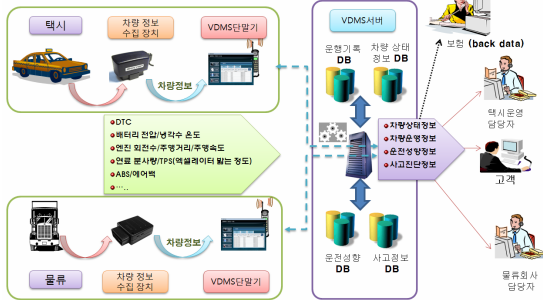 택시
차량 정보
수집 장치
VDMS단말기
차량정보
DTC
배터리 전압/냉각수 온도
엔진 회전수/주행거리/주행속도
연료 분사량/TPS(엑셀레이터 밟는 정도)
ABS/에어백
…..
차량정보
물류
차량 정보
수집 장치
VDMS단말기
VDMS서버
운행기록
DB
차량 상태
정보 DB
운전성향
DB
사고정보
DB
차량상태정보
차량운행정보
운전성향정보
사고진단정보
보험 (back data)
택시운영
담당자
고객
물류회사
담당자